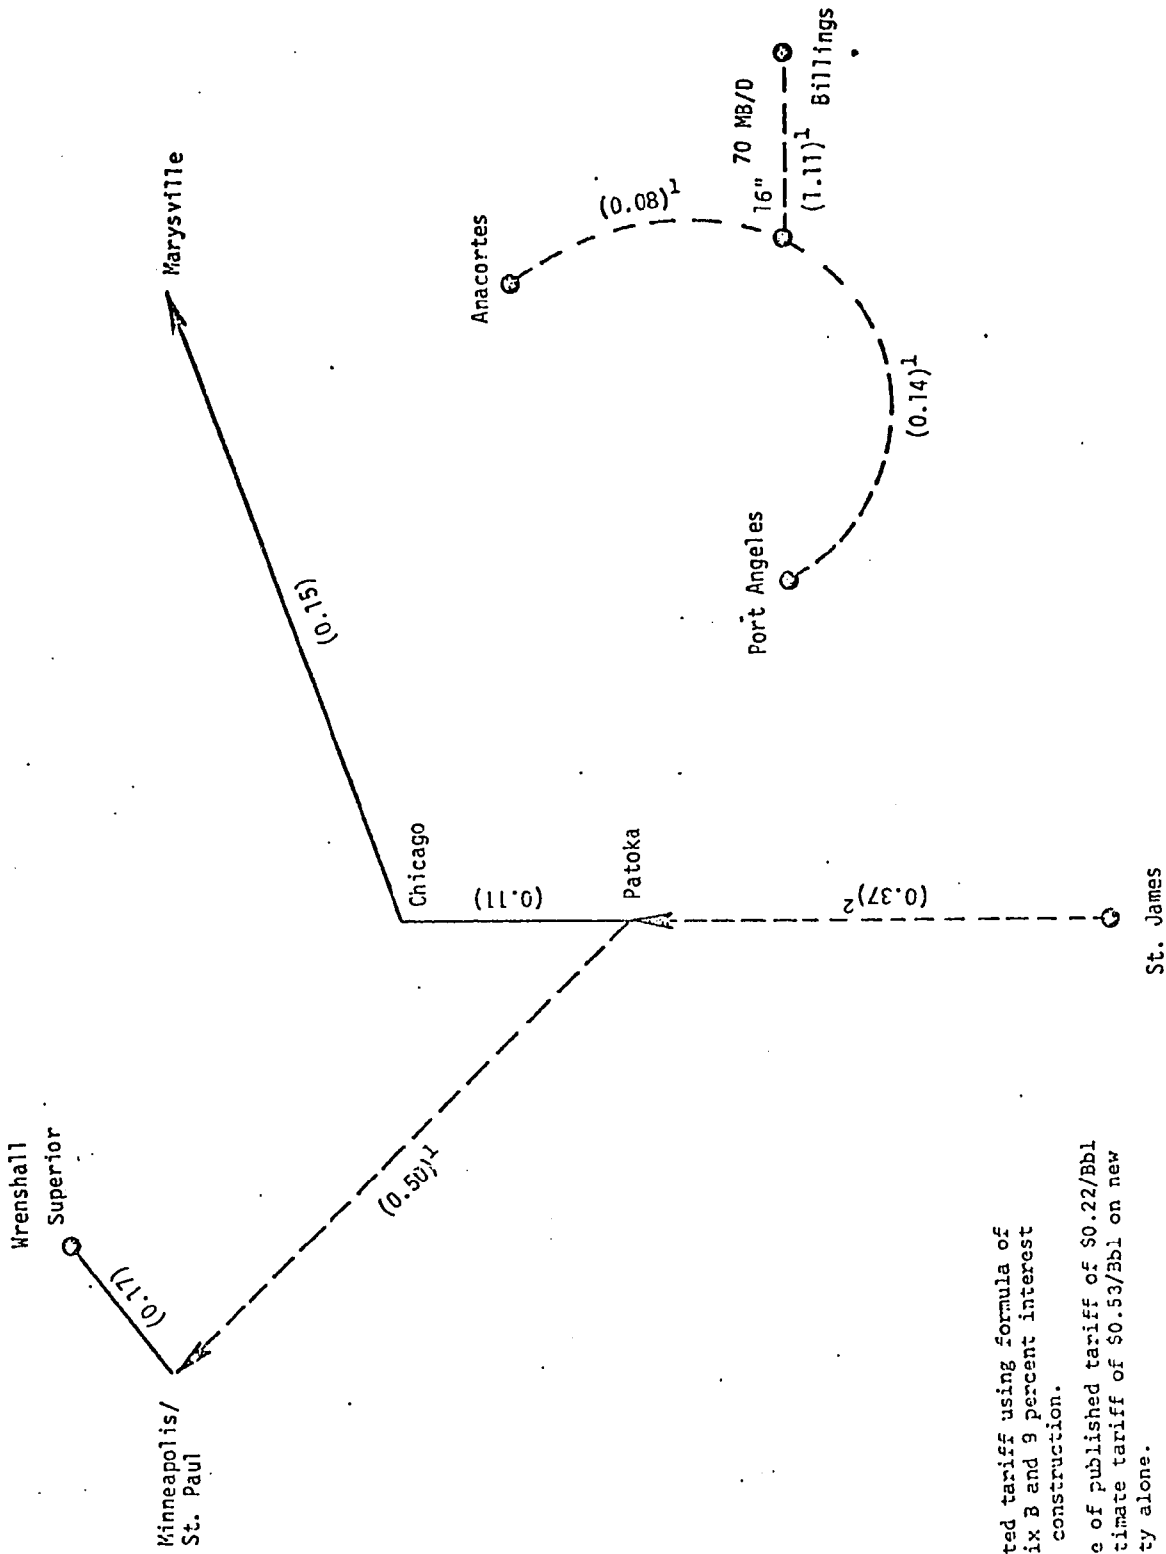 Wrenshall
Superior
(0.17)
Minneapolis/
St. Paul
(0.50)1
Chicago
(0.11)
Patoka
(0.37)2
St. James
(0.15)
Marysville
Anacortes
(0.08)1
16" 70 MB/D
(1.11)1
Billings
(0.14)1
Port Angeles
ted tariff using formula of
ix B and 9 percent interest
construction.
e of published tariff of $0.22/Bbl
timate tariff of $0.53/Bbl on new
ty alone.